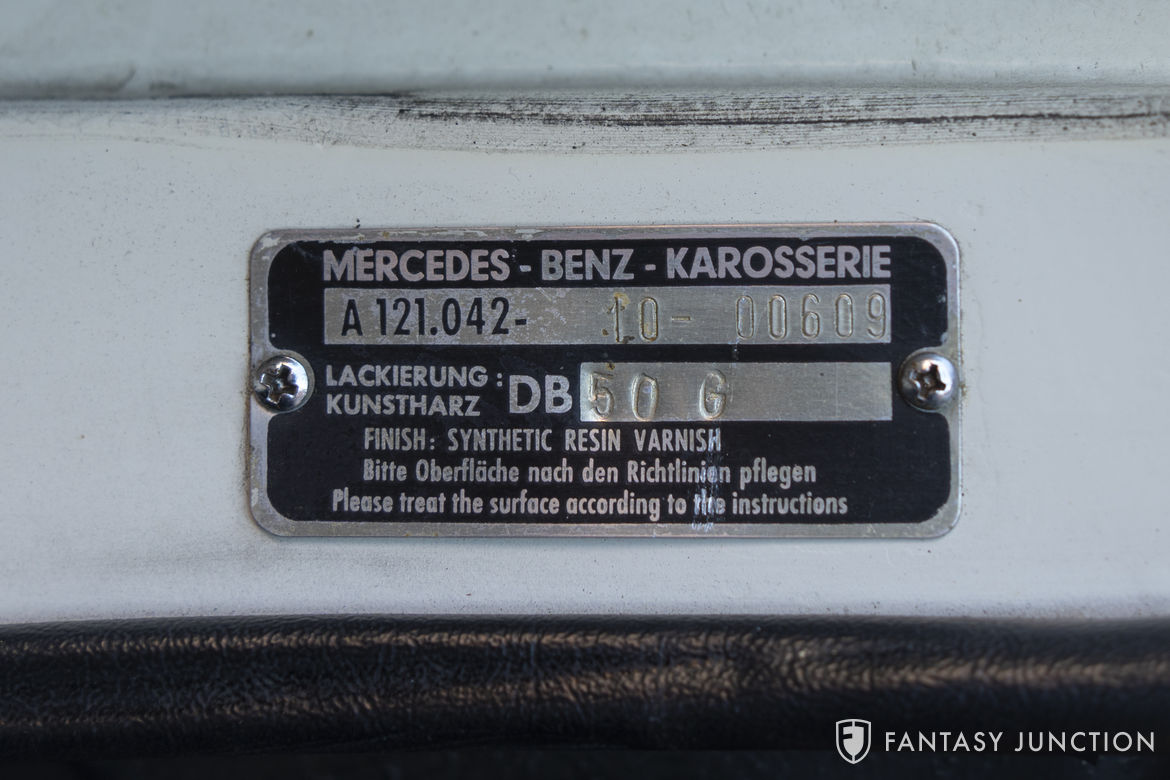 MERCEDES - BENZ - KAROSSERIE
A 121.042- 10- 00609
LACKIERUNG :
KUNSTHARZ DB 50 G
FINISH: SYNTHETIC RESIN VARNISH
Bitte Oberfläche nach den Richtlinien pflegen
Please treat the surface according to the instructions
FANTASY JUNCTION